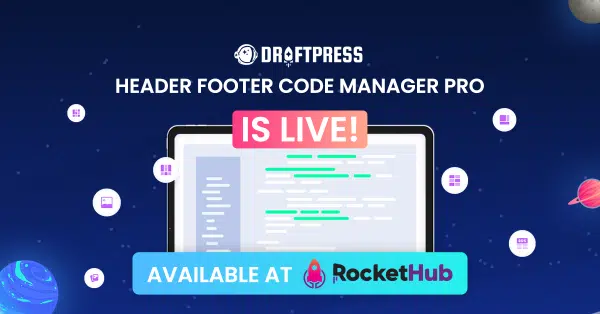 DRAFTPRESS
HEADER FOOTER CODE MANAGER PRO
IS LIVE!
AVAILABLE AT RocketHub